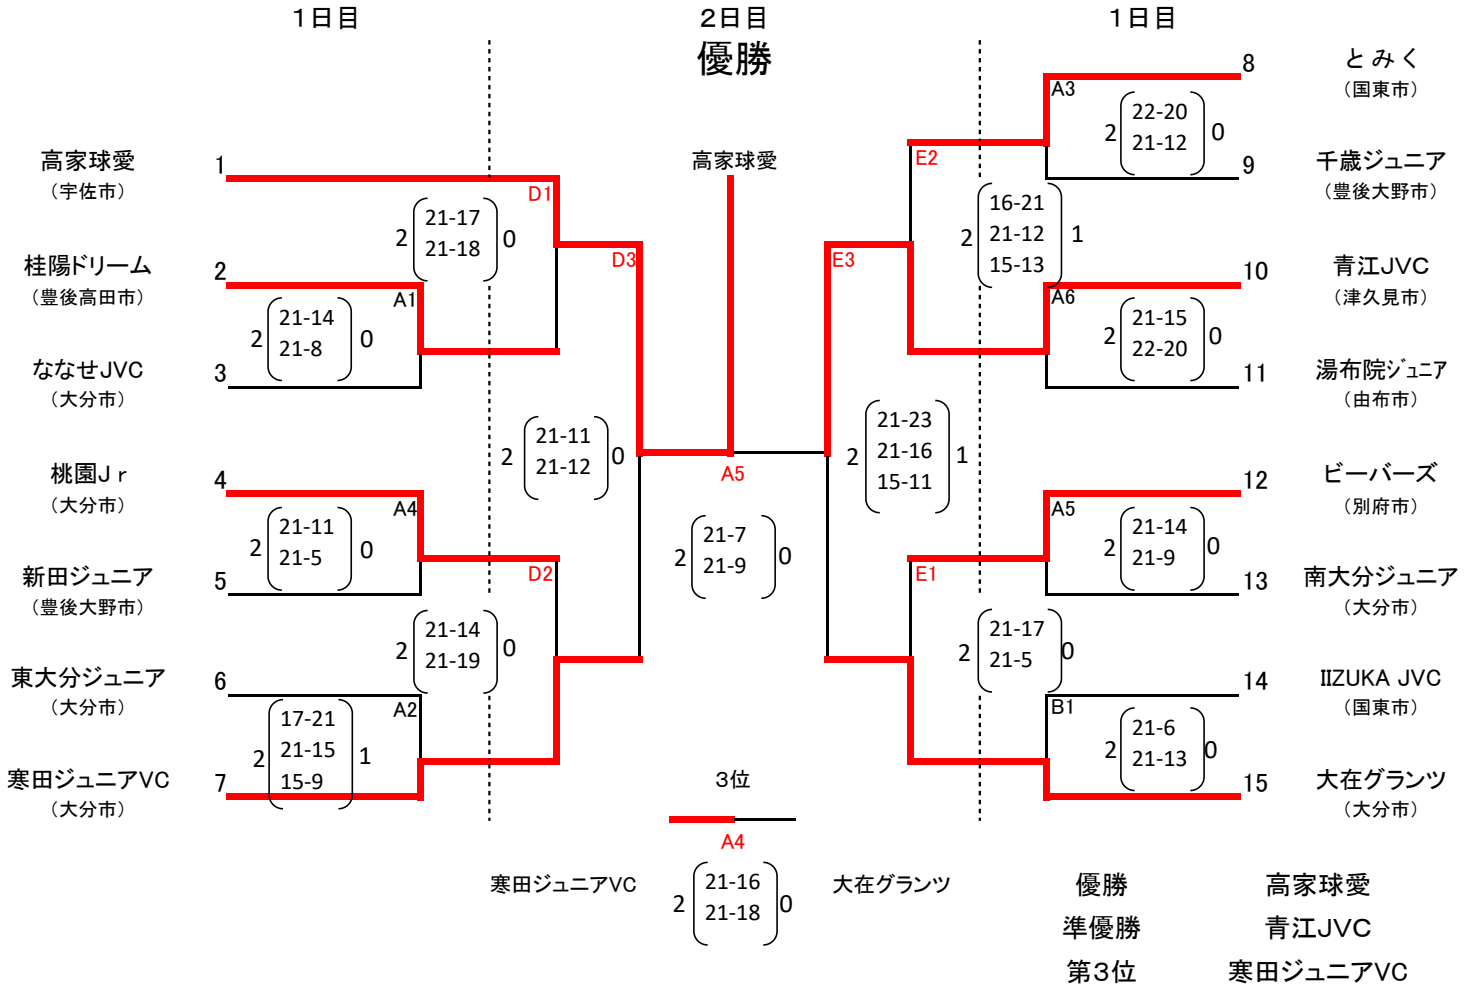 1日目
2日目
1日目
優勝
高家球愛
（宇佐市）
1
桂陽ドリーム
（豊後高田市）
2
ななせJVC
（大分市）
3
桃園Jｒ
（大分市）
4
新田ジュニア
（豊後大野市）
5
東大分ジュニア
（大分市）
6
寒田ジュニアVC
（大分市）
7
A1
2
21-14
21-8
0
A4
2
21-11
21-5
0
A2
2
17-21
21-15
15-9
1
D1
2
21-17
21-18
0
D2
2
21-14
21-19
0
D3
2
21-11
21-12
0
高家球愛
A5
2
21-7
21-9
0
3位
A4
寒田ジュニアVC
2
21-16
21-18
0
大在グランツ
E3
2
21-23
21-16
15-11
1
E2
2
16-21
21-12
15-13
1
E1
2
21-17
21-5
0
A3
2
22-20
21-12
0
A6
2
21-15
22-20
0
A5
2
21-14
21-9
0
B1
2
21-6
21-13
0
8
とみく
（国東市）
9
千歳ジュニア
（豊後大野市）
10
青江JVC
（津久見市）
11
湯布院ｼﾞｭﾆｱ
（由布市）
12
ビーバーズ
（別府市）
13
南大分ジュニア
（大分市）
14
IIZUKA JVC
（国東市）
15
大在グランツ
（大分市）
優勝 高家球愛
準優勝 青江JVC
第3位 寒田ジュニアVC